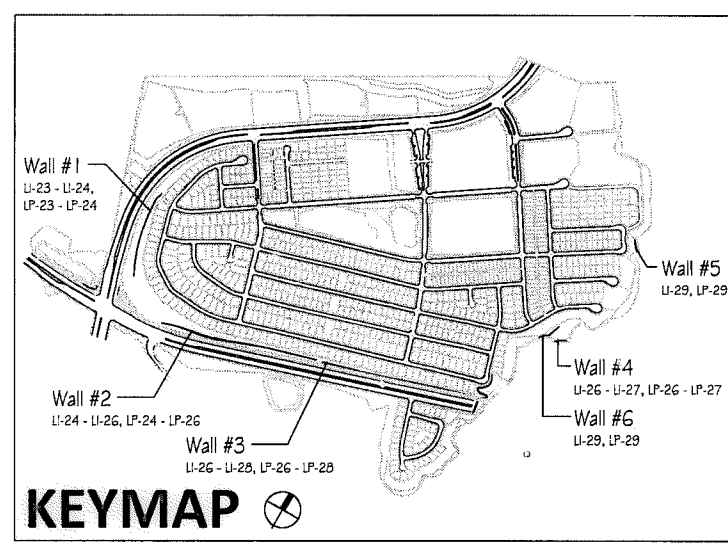 Wall #1
LI-23 - LI-24,
LP-23 - LP-24
Wall #5
LI-29, LP-29
Wall #4
LI-26 - LI-27, LP-26 - LP-27
Wall #2
LI-24 - LI-26, LP-24 - LP-26
Wall #6
LI-29, LP-29
Wall #3
LI-26 - LI-28, LP-26 - LP-28
KEYMAP